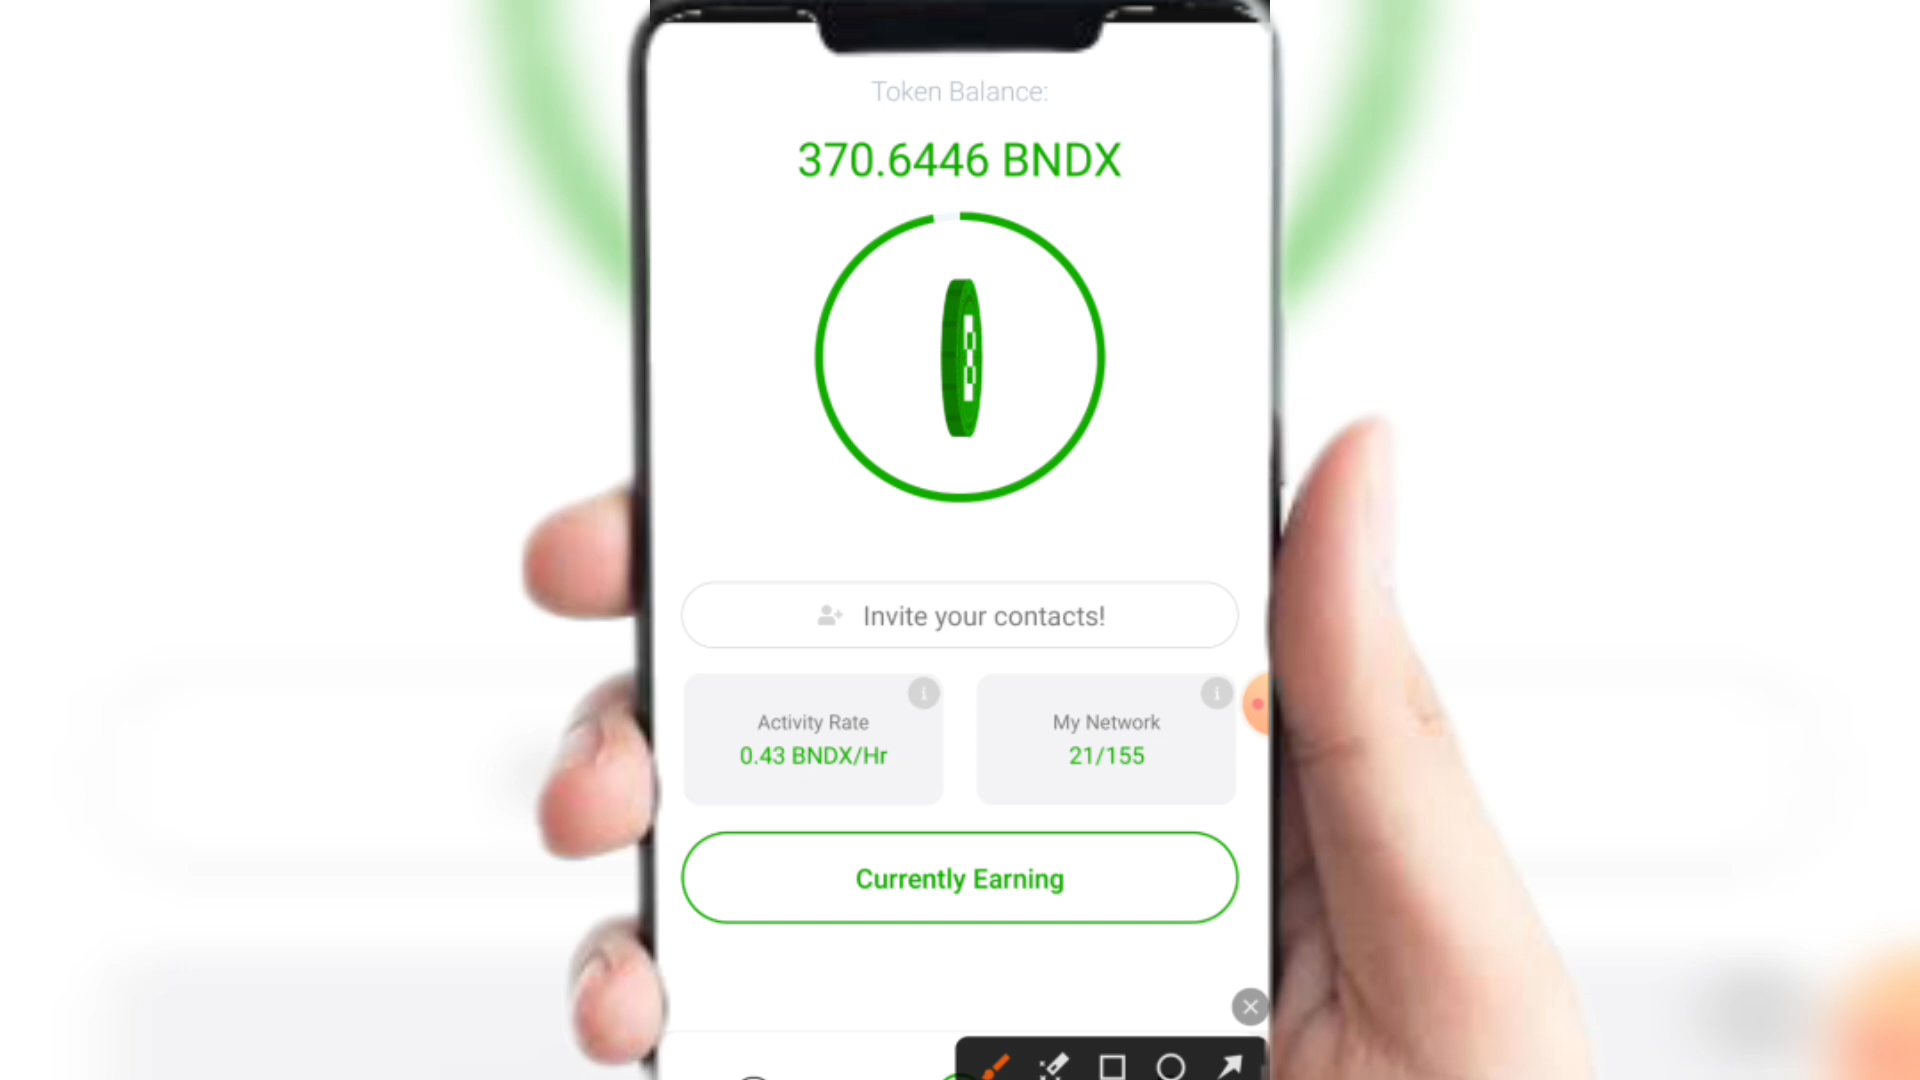 Token Balance:
370.6446 BNDX
Invite your contacts!
Activity Rate
0.43 BNDX/Hr
My Network
21/155
Currently Earning